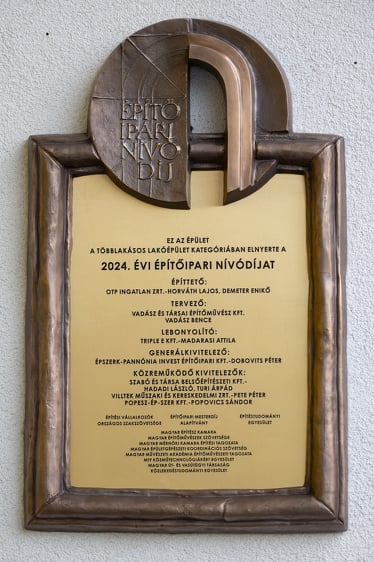 ÉPÍTŐ
IPARI
NÍVÓ
DÍJ
EZ AZ ÉPÜLET
A TÖBBLAKÁSOS LAKÓÉPÜLET KATEGÓRIÁBAN ELNYERTE A
2024. ÉVI ÉPÍTŐIPARI NÍVÓDÍJAT
ÉPÍTTETŐ:
OTP INGATLAN ZRT.-HORVÁTH LAJOS, DEMETER ENIKŐ
TERVEZŐ:
VADÁSZ ÉS TÁRSAI ÉPÍTŐMŰVÉSZ KFT.
VADÁSZ BENCE
LEBONYOLÍTÓ:
TRIPLE E KFT.-MADARASI ATTILA
GENERÁLKIVITELEZŐ:
ÉPSZERK-PANNÓNIA INVEST ÉPÍTŐIPARI KFT.-DOBOVITS PÉTER
KÖZREMŰKÖDŐ KIVITELEZŐK:
SZABÓ ÉS TÁRSA BELSŐÉPÍTÉSZETI KFT.-
HADADI LÁSZLÓ, TURI ÁRPÁD
VILLTEK MŰSZAKI ÉS KERESKEDELMI ZRT.-PETE PÉTER
POPESZ-ÉP-SZER KFT.-POPOVICS SÁNDOR
ÉPÍTÉSI VÁLLALKOZÓK ÉPÍTŐIPARI MESTERDÍJ ÉPÍTÉSTUDOMÁNYI
ORSZÁGOS SZAKSZÖVETSÉGE ALAPÍTVÁNY EGYESÜLET
MAGYAR ÉPÍTÉSZ KAMARA
MAGYAR ÉPÍTŐMŰVÉSZEK SZÖVETSÉGE
MAGYAR MÉRNÖKI KAMARA ÉPÍTÉSI TAGOZATA
MAGYAR ÉPÜLETGÉPÉSZETI KOORDINÁCIÓS SZÖVETSÉG
MAGYAR MŰVÉSZETI AKADÉMIA ÉPÍTŐMŰVÉSZETI TAGOZATA
MTF KÖZMŰTECHNOLÓGIÁKÉRT EGYESÜLET
MAGYAR ÚT- ÉS VASÚTÜGYI TÁRSASÁG
KÖZLEKEDÉSTUDOMÁNYI EGYESÜLET